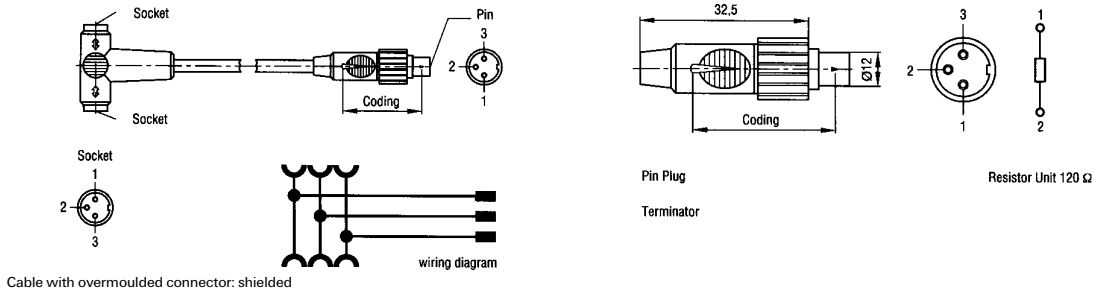 Socket
Pin
3
2
1
Coding
Socket
Socket
1
2
3
wiring diagram
Cable with overmoulded connector: shielded
32,5
Ø12
Coding
3
2
1
1
2
Pin Plug
Resistor Unit 120 Ω
Terminator